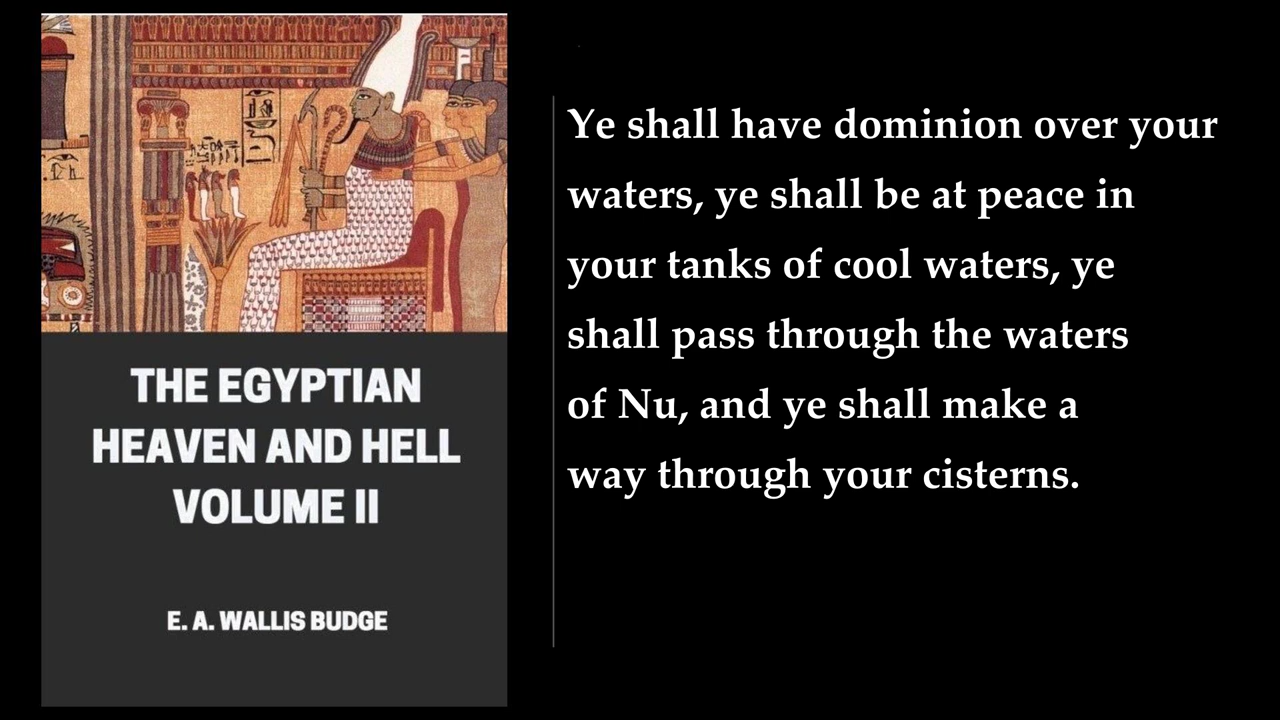 THE EGYPTIAN
HEAVEN AND HELL
VOLUME II
E. A. WALLIS BUDGE
Ye shall have dominion over your
waters, ye shall be at peace in
your tanks of cool waters, ye
shall pass through the waters
of Nu, and ye shall make a
way through your cisterns.